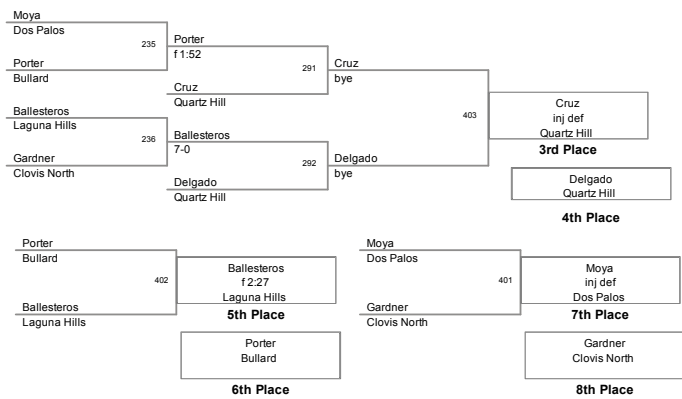 Moya
Dos Palos
235
Porter
Bullard
Porter
f 1:52
291
Cruz
Quartz Hill
Cruz
bye
Ballesteros
Laguna Hills
236
Gardner
Clovis North
Ballesteros
7-0
292
Delgado
Quartz Hill
Delgado
bye
403
Cruz
inj def
Quartz Hill
3rd Place
Delgado
Quartz Hill
4th Place
Porter
Bullard
402
Ballesteros
Laguna Hills
Ballesteros
f 2:27
Laguna Hills
5th Place
Porter
Bullard
6th Place
Moya
Dos Palos
401
Gardner
Clovis North
Moya
inj def
Dos Palos
7th Place
Gardner
Clovis North
8th Place